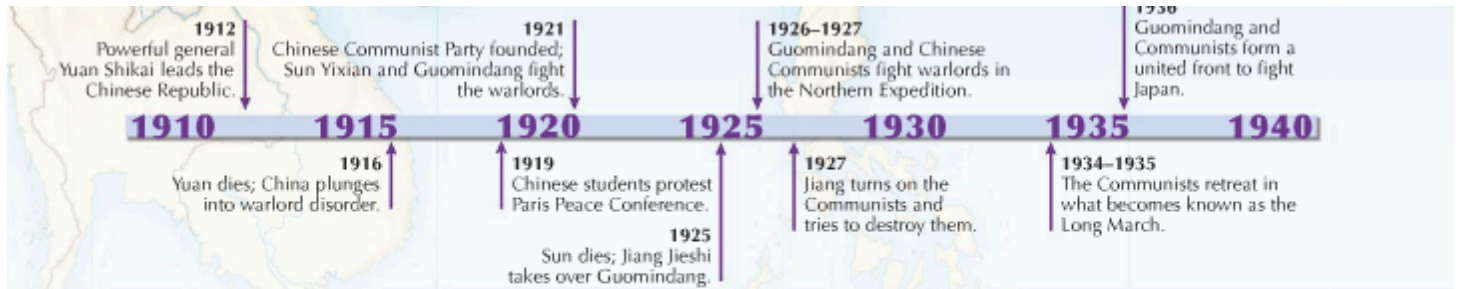 1912
Powerful general
Yuan Shikai leads the
Chinese Republic.
1921
Chinese Communist Party founded;
Sun Yixian and Guomindang fight
the warlords.
1926–1927
Guomindang and Chinese
Communists fight warlords in
the Northern Expedition.
1936
Guomindang and
Communists form a
united front to fight
Japan.
1910 1915 1920 1925 1930 1935 1940
1916
Yuan dies; China plunges
into warlord disorder.
1919
Chinese students protest
Paris Peace Conference.
1925
Sun dies; Jiang Jieshi
takes over Guomindang.
1927
Jiang turns on the
Communists and
tries to destroy them.
1934–1935
The Communists retreat in
what becomes known as the
Long March.